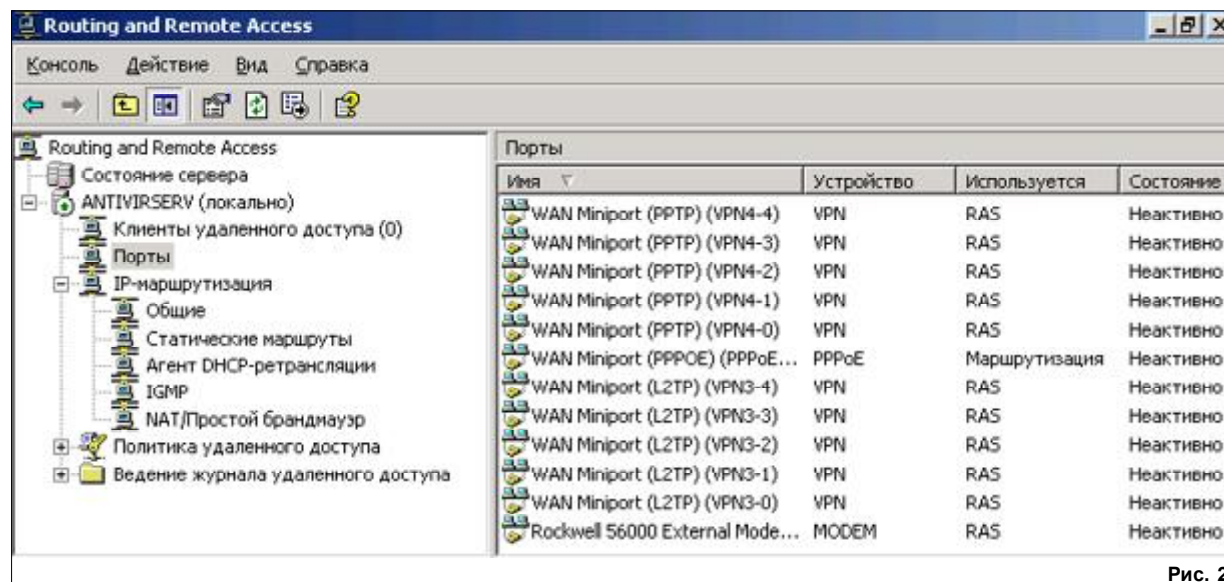 Routing and Remote Access
Консоль Действие Вид Справка
Routing and Remote Access
Состояние сервера
ANTIVIRSERV (локально)
Клиенты удаленного доступа (0)
Порты
IP-маршрутизация
Общие
Статические маршруты
Агент DHCP-ретрансляции
IGMP
NAT/Простой брандмауэр
Политика удаленного доступа
Ведение журнала удаленного доступа
Порты
Имя Устройство Используется Состояние
WAN Miniport (PPTP) (VPN4-4) VPN RAS Неактивно
WAN Miniport (PPTP) (VPN4-3) VPN RAS Неактивно
WAN Miniport (PPTP) (VPN4-2) VPN RAS Неактивно
WAN Miniport (PPTP) (VPN4-1) VPN RAS Неактивно
WAN Miniport (PPTP) (VPN4-0) VPN RAS Неактивно
WAN Miniport (PPPOE) (PPPoE... PPPoE Маршрутизация Неактивно
WAN Miniport (L2TP) (VPN3-4) VPN RAS Неактивно
WAN Miniport (L2TP) (VPN3-3) VPN RAS Неактивно
WAN Miniport (L2TP) (VPN3-2) VPN RAS Неактивно
WAN Miniport (L2TP) (VPN3-1) VPN RAS Неактивно
WAN Miniport (L2TP) (VPN3-0) VPN RAS Неактивно
Rockwell 56000 External Mode... MODEM RAS Неактивно
Рис. 2